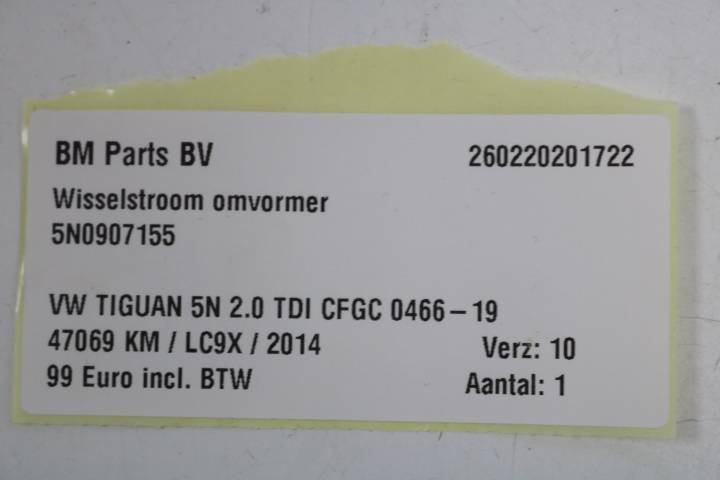 BM Parts BV 260220201722
Wisselstroom omvormer
5N0907155
VW TIGUAN 5N 2.0 TDI CFGC 0466-19
47069 KM / LC9X / 2014 Verz: 10
99 Euro incl. BTW Aantal: 1